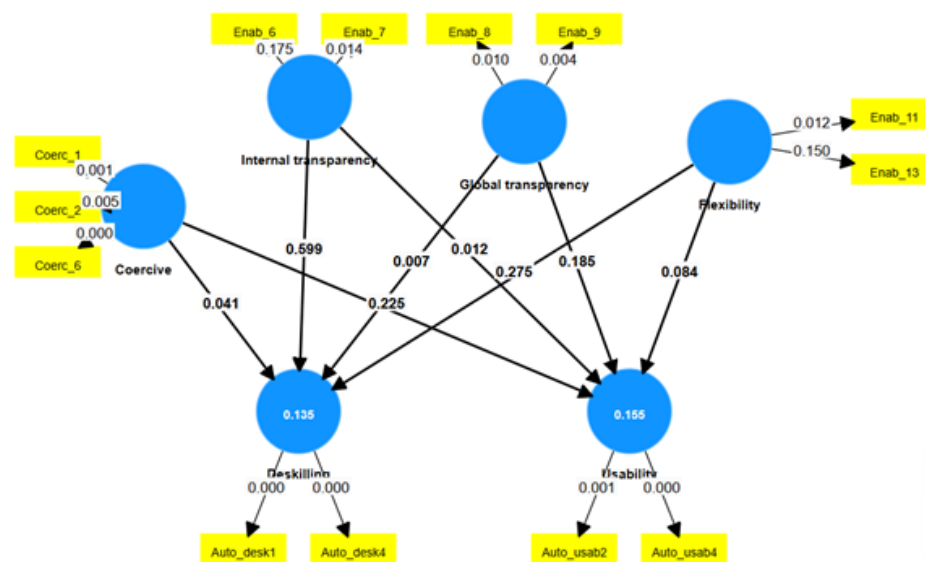 Enab_6
Enab_7
Enab_8
Enab_9
0.175
0.014
0.010
0.004
Enab_11
0.012
Coerc_1
0.001
Internal transparency
0.150
Enab_13
Global transparency
Coerc_2
0.005
Flexibility
0.000
Coerc_6
Coercive
0.599
0.012
0.007
0.185
0.275
0.084
0.041
0.225
0.135
0.155
Deskilling
Usability
0.000
0.000
0.001
0.000
Auto_desk1
Auto_desk4
Auto_usab2
Auto_usab4